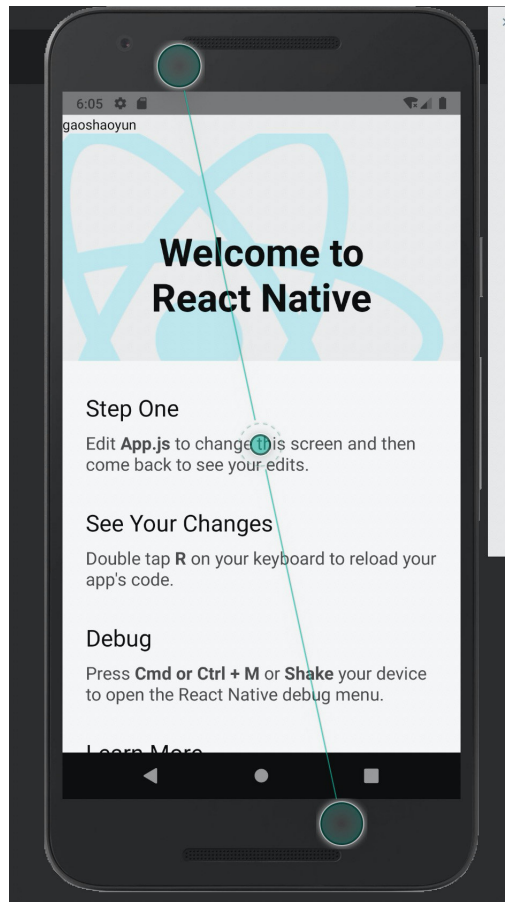 6:05
gaoshaoyun
Welcome to
React Native
Step One
Edit App.js to change this screen and then
come back to see your edits.
See Your Changes
Double tap R on your keyboard to reload your
app's code.
Debug
Press Cmd or Ctrl + M or Shake your device
to open the React Native debug menu.
Learn More